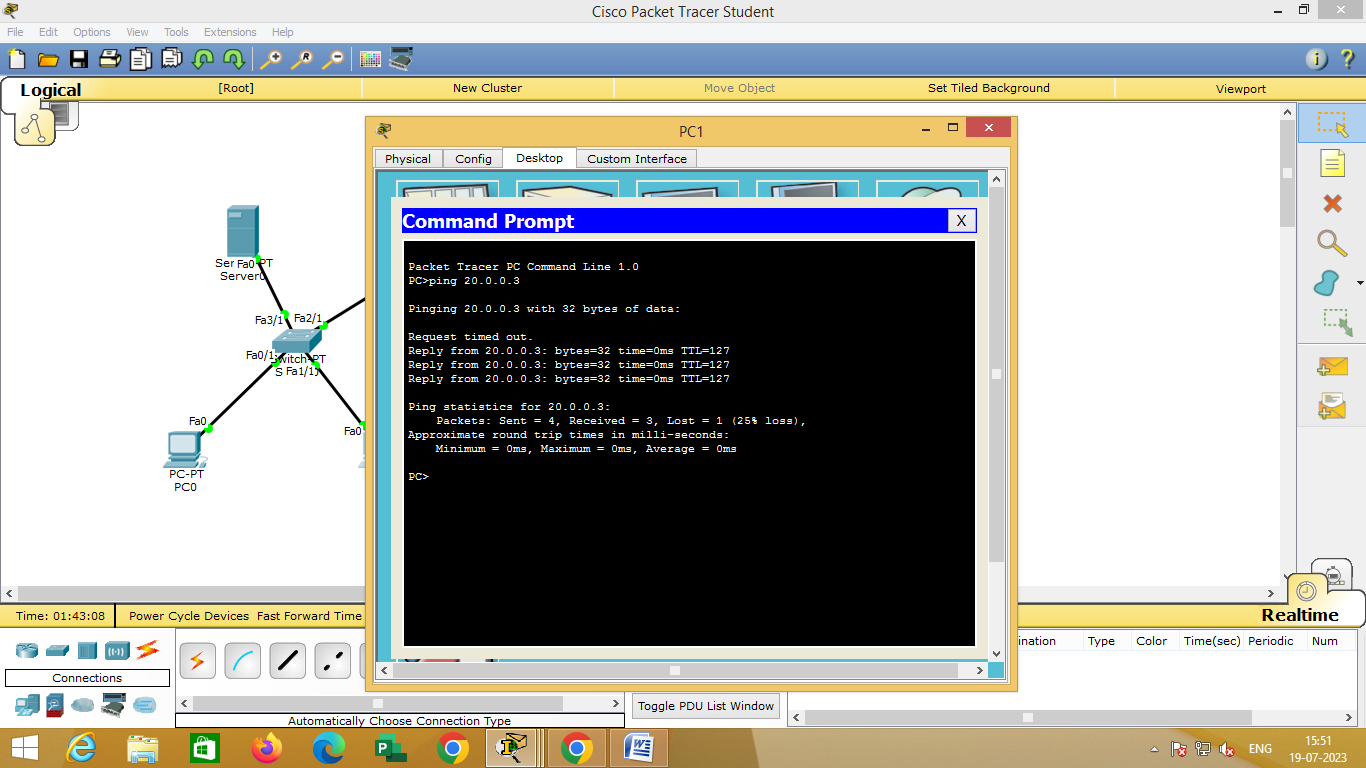 Cisco Packet Tracer Student
File Edit Options View Tools Extensions Help
Logical
[Root]
New Cluster
Move Object
Set Tiled Background
Viewport
PC1
Physical Config Desktop Custom Interface
Command Prompt
X
Packet Tracer PC Command Line 1.0
PC>ping 20.0.0.3
Pinging 20.0.0.3 with 32 bytes of data:
Request timed out.
Reply from 20.0.0.3: bytes=32 time=0ms TTL=127
Reply from 20.0.0.3: bytes=32 time=0ms TTL=127
Reply from 20.0.0.3: bytes=32 time=0ms TTL=127
Ping statistics for 20.0.0.3:
Packets: Sent = 4, Received = 3, Lost = 1 (25% loss),
Approximate round trip times in milli-seconds:
Minimum = 0ms, Maximum = 0ms, Average = 0ms
PC>
Fa0
Server0
Fa3/1
Fa2/1
Fa0/1
Fa1/1
Fa0
Fa0
PC-PT
PC0
Time: 01:43:08
Power Cycle Devices Fast Forward Time
Realtime
Connections
Automatically Choose Connection Type
Toggle PDU List Window
Type Color Time(sec) Periodic Num
ENG
15:51
19-07-2023